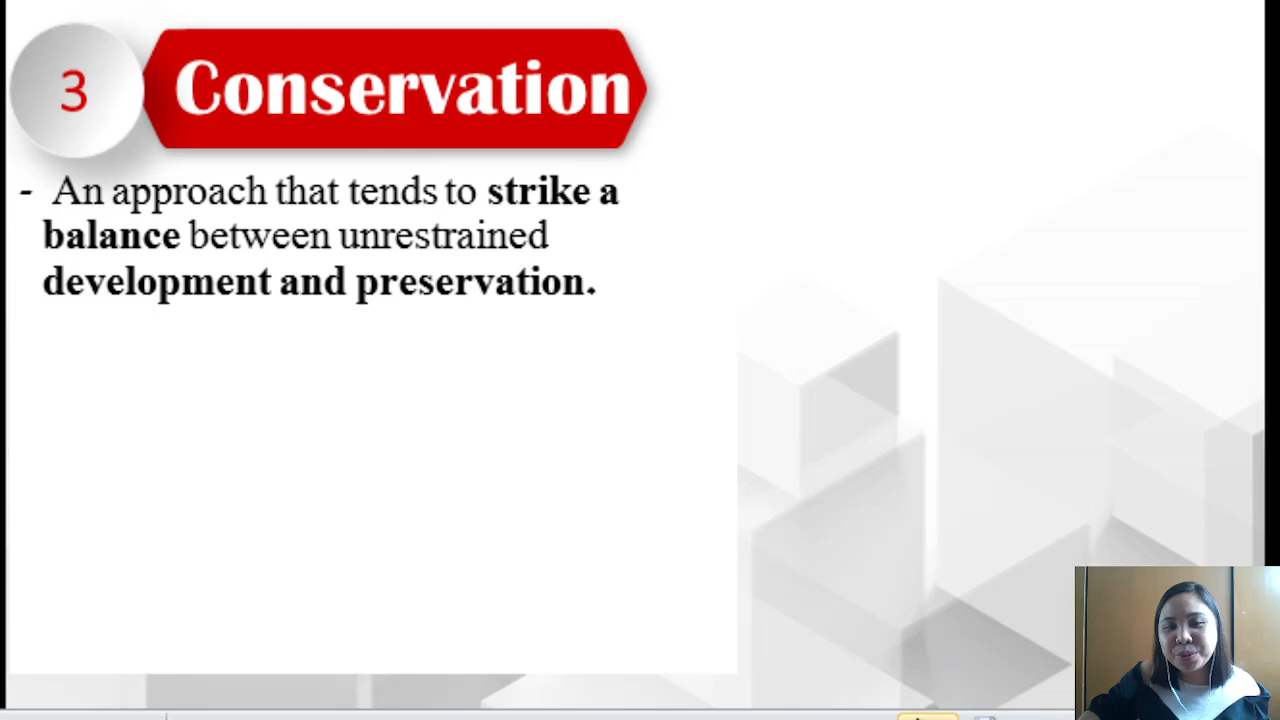 3
Conservation
- An approach that tends to strike a
balance between unrestrained
development and preservation.